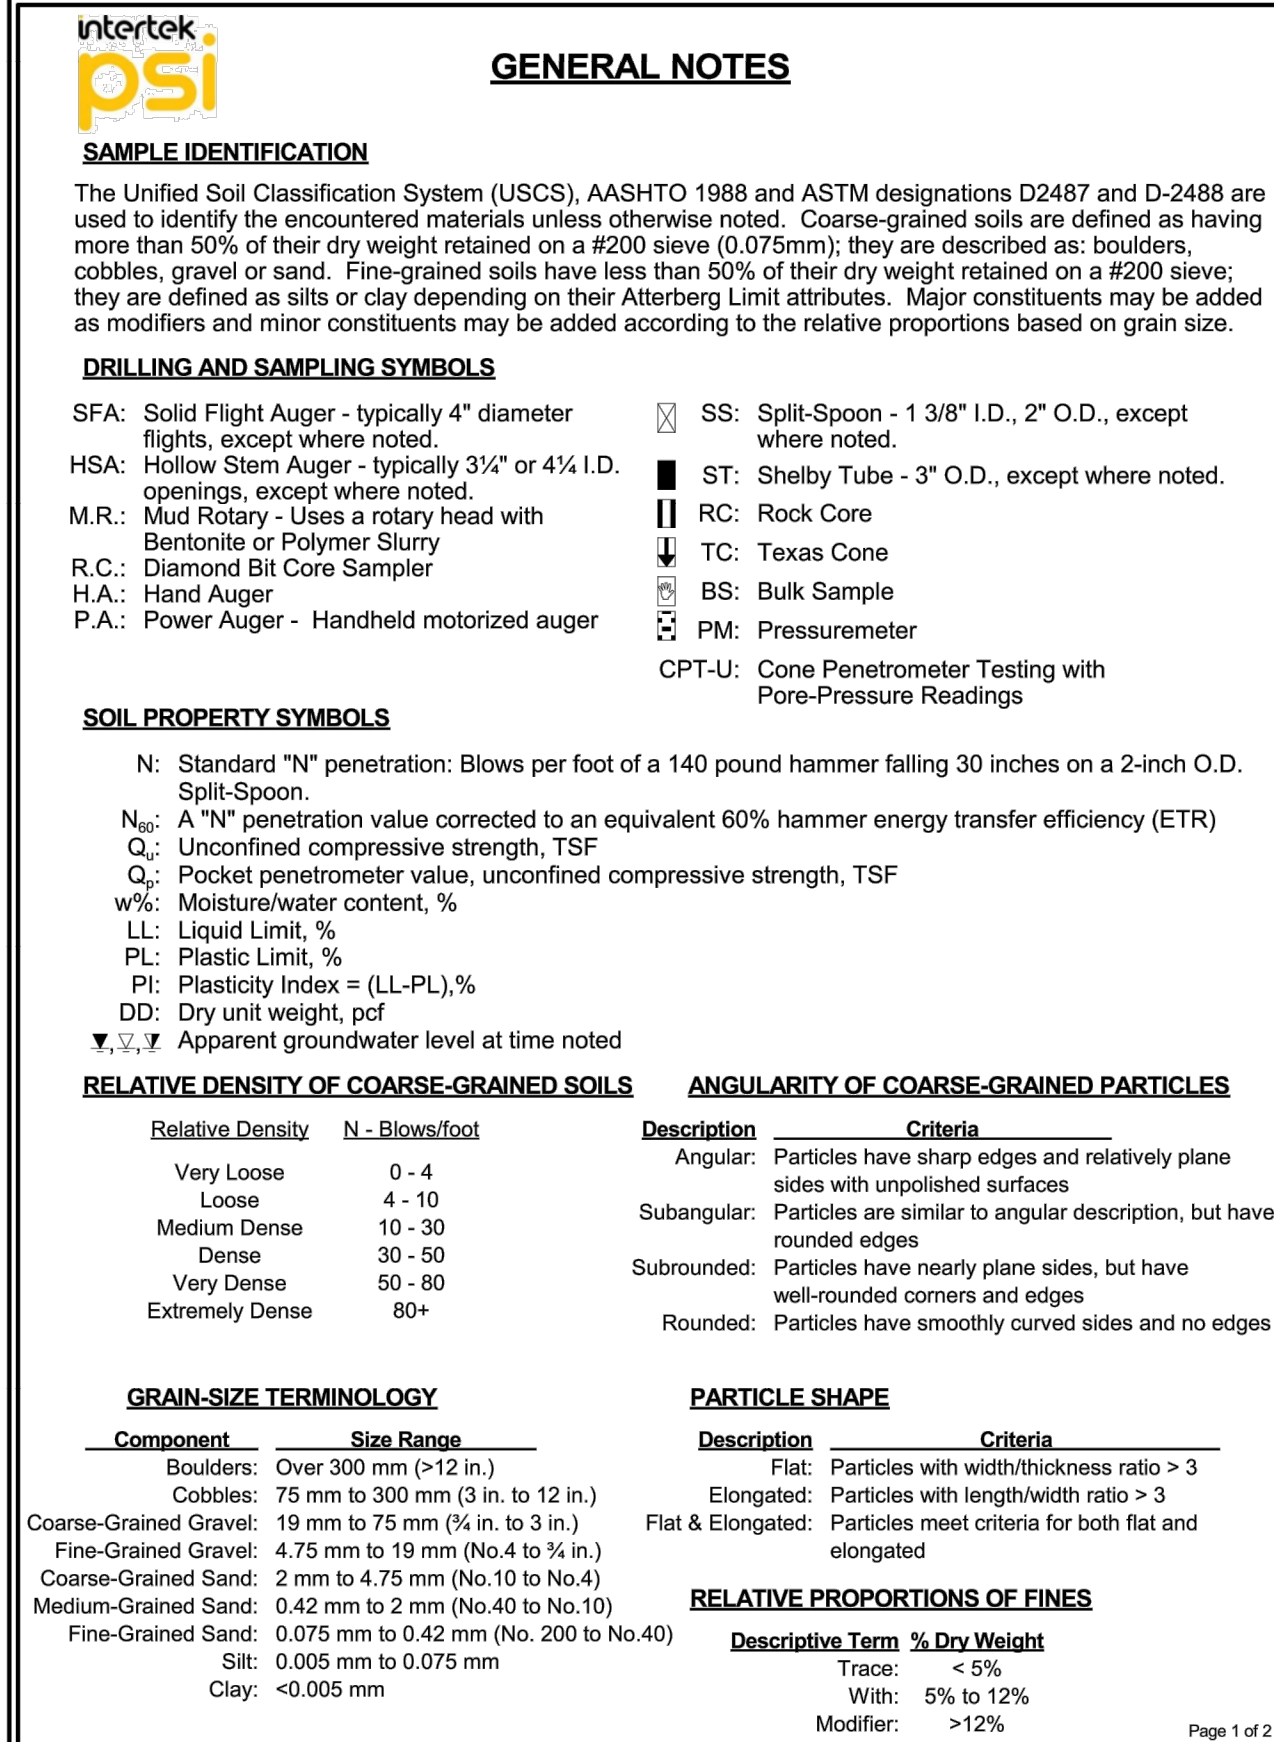 intertek
psi
GENERAL NOTES
SAMPLE IDENTIFICATION
The Unified Soil Classification System (USCS), AASHTO 1988 and ASTM designations D2487 and D-2488 are
used to identify the encountered materials unless otherwise noted. Coarse-grained soils are defined as having
more than 50% of their dry weight retained on a #200 sieve (0.075mm); they are described as: boulders,
cobbles, gravel or sand. Fine-grained soils have less than 50% of their dry weight retained on a #200 sieve;
they are defined as silts or clay depending on their Atterberg Limit attributes. Major constituents may be added
as modifiers and minor constituents may be added according to the relative proportions based on grain size.
DRILLING AND SAMPLING SYMBOLS
SFA: Solid Flight Auger - typically 4" diameter
flights, except where noted.
HSA: Hollow Stem Auger - typically 3¼" or 4¼ I.D.
openings, except where noted.
M.R.: Mud Rotary - Uses a rotary head with
Bentonite or Polymer Slurry
R.C.: Diamond Bit Core Sampler
H.A.: Hand Auger
P.A.: Power Auger - Handheld motorized auger
SS: Split-Spoon - 1 3/8" I.D., 2" O.D., except
where noted.
ST: Shelby Tube - 3" O.D., except where noted.
RC: Rock Core
TC: Texas Cone
BS: Bulk Sample
PM: Pressuremeter
CPT-U: Cone Penetrometer Testing with
Pore-Pressure Readings
SOIL PROPERTY SYMBOLS
N: Standard "N" penetration: Blows per foot of a 140 pound hammer falling 30 inches on a 2-inch O.D.
Split-Spoon.
N60: A "N" penetration value corrected to an equivalent 60% hammer energy transfer efficiency (ETR)
Qu: Unconfined compressive strength, TSF
Qp: Pocket penetrometer value, unconfined compressive strength, TSF
w%: Moisture/water content, %
LL: Liquid Limit, %
PL: Plastic Limit, %
PI: Plasticity Index = (LL-PL),%
DD: Dry unit weight, pcf
▼,▽,▼ Apparent groundwater level at time noted
RELATIVE DENSITY OF COARSE-GRAINED SOILS
Relative Density N - Blows/foot
Very Loose 0 - 4
Loose 4 - 10
Medium Dense 10 - 30
Dense 30 - 50
Very Dense 50 - 80
Extremely Dense 80+
ANGULARITY OF COARSE-GRAINED PARTICLES
Description Criteria
Angular: Particles have sharp edges and relatively plane
sides with unpolished surfaces
Subangular: Particles are similar to angular description, but have
rounded edges
Subrounded: Particles have nearly plane sides, but have
well-rounded corners and edges
Rounded: Particles have smoothly curved sides and no edges
GRAIN-SIZE TERMINOLOGY
Component Size Range
Boulders: Over 300 mm (>12 in.)
Cobbles: 75 mm to 300 mm (3 in. to 12 in.)
Coarse-Grained Gravel: 19 mm to 75 mm (¾ in. to 3 in.)
Fine-Grained Gravel: 4.75 mm to 19 mm (No.4 to ¾ in.)
Coarse-Grained Sand: 2 mm to 4.75 mm (No.10 to No.4)
Medium-Grained Sand: 0.42 mm to 2 mm (No.40 to No.10)
Fine-Grained Sand: 0.075 mm to 0.42 mm (No. 200 to No.40)
Silt: 0.005 mm to 0.075 mm
Clay: <0.005 mm
PARTICLE SHAPE
Description Criteria
Flat: Particles with width/thickness ratio > 3
Elongated: Particles with length/width ratio > 3
Flat & Elongated: Particles meet criteria for both flat and
elongated
RELATIVE PROPORTIONS OF FINES
Descriptive Term % Dry Weight
Trace: < 5%
With: 5% to 12%
Modifier: >12%
Page 1 of 2